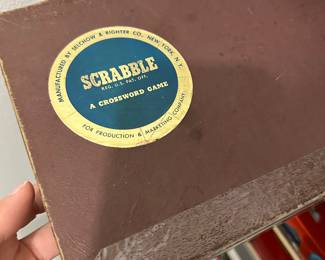 MANUFACTURED BY SELCHOW & RIGHTER CO., NEW YORK, N. Y.
SCRABBLE
REG. U.S. PAT. OFF.
A CROSSWORD GAME
FOR PRODUCTION & MARKETING COMPANY